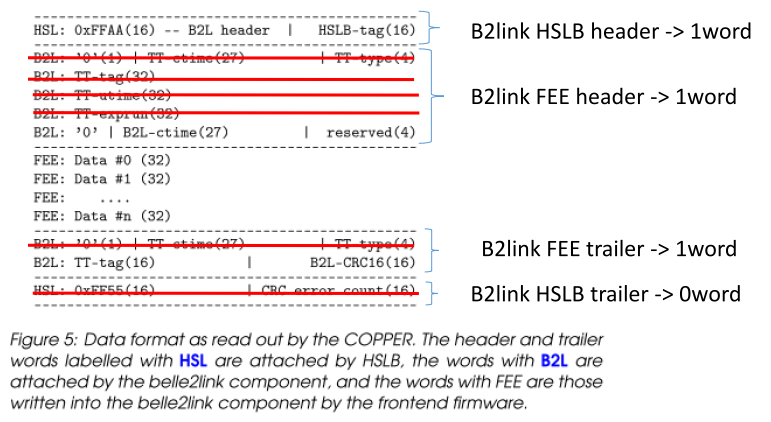 HSL: 0xFFAA(16) -- B2L header | HSLB-tag(16)
B2link HSLB header -> 1word
B2L: '0'(1) | TT-ctime(27) | TT-type(4)
B2L: TT-tag(32)
B2L: TT-utime(32)
B2L: TT-exprun(32)
B2L: '0' | B2L-ctime(27) | reserved(4)
B2link FEE header -> 1word
FEE: Data #0 (32)
FEE: Data #1 (32)
FEE: ....
FEE: Data #n (32)
B2L: '0'(1) | TT-ctime(27) | TT-type(4)
B2L: TT-tag(16) | B2L-CRC16(16)
B2link FEE trailer -> 1word
HSL: 0xFF55(16) | CRC error count(16)
B2link HSLB trailer -> 0word
Figure 5: Data format as read out by the COPPER. The header and trailer
words labelled with HSL are attached by HSLB, the words with B2L are
attached by the belle2link component, and the words with FEE are those
written into the belle2link component by the frontend firmware.